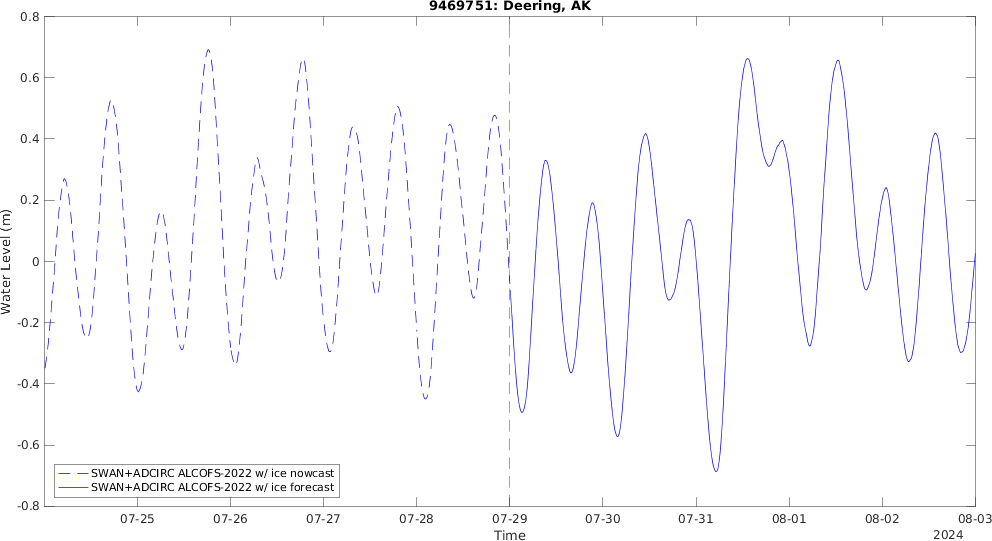 9469751: Deering, AK
0.8
0.6
0.4
0.2
0
-0.2
-0.4
-0.6
-0.8
Water Level (m)
SWAN+ADCIRC ALCOFS-2022 w/ ice nowcast
SWAN+ADCIRC ALCOFS-2022 w/ ice forecast
07-25 07-26 07-27 07-28 07-29 07-30 07-31 08-01 08-02 08-03
Time
2024